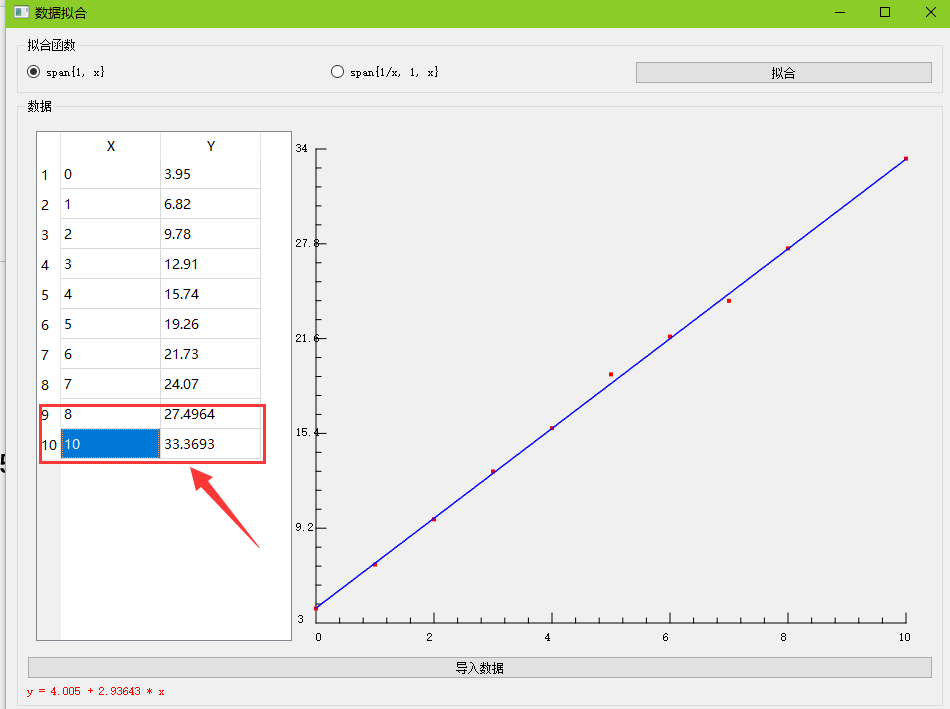 数据拟合
拟合函数
span{1, x}
span{1/x, 1, x}
拟合
数据
X Y
1 0 3.95
2 1 6.82
3 2 9.78
4 3 12.91
5 4 15.74
6 5 19.26
7 6 21.73
8 7 24.07
9 8 27.4964
10 10 33.3693
34
27.8
21.6
15.4
9.2
3
0 2 4 6 8 10
导入数据
y = 4.005 + 2.93643 * x